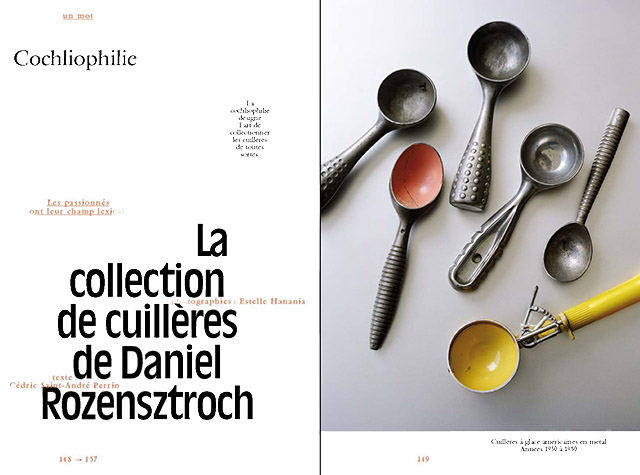 un mot
Cochliophilie
La
cochliophilie
désigne
l'art de
collectionner
les cuillères
de toutes
sortes
Les passionnés
ont leur champ lexical
La
collection
photographies : Estelle Hanania
de cuillères
de Daniel
texte
Cédric Saint-André Perrin
Rozensztroch
148 → 157
Cuillères à glace américaines en métal
Années 1930 à 1950
149